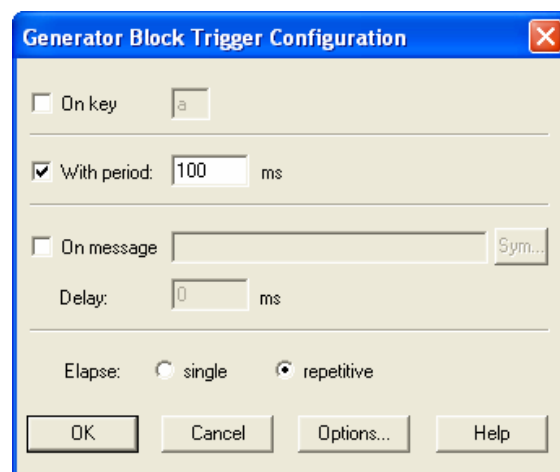 Generator Block Trigger Configuration
On key a
With period: 100 ms
On message Sym...
Delay: 0 ms
Elapse: single repetitive
OK Cancel Options... Help